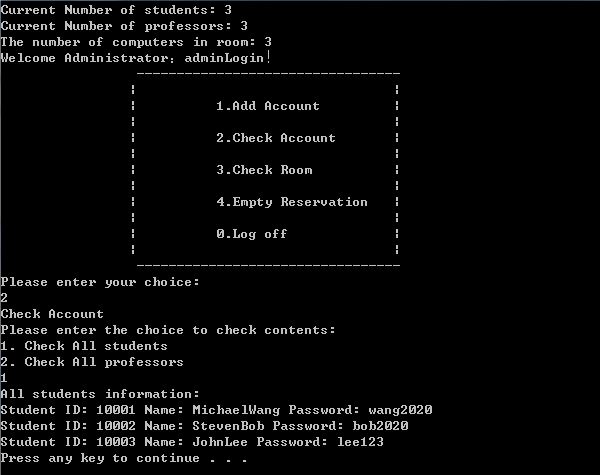 Current Number of students: 3
Current Number of professors: 3
The number of computers in room: 3
Welcome Administrator: adminLogin!
1.Add Account
2.Check Account
3.Check Room
4.Empty Reservation
0.Log off
Please enter your choice:
2
Check Account
Please enter the choice to check contents:
1. Check All students
2. Check All professors
1
All students information:
Student ID: 10001 Name: MichaelWang Password: wang2020
Student ID: 10002 Name: StevenBob Password: bob2020
Student ID: 10003 Name: JohnLee Password: lee123
Press any key to continue . . .